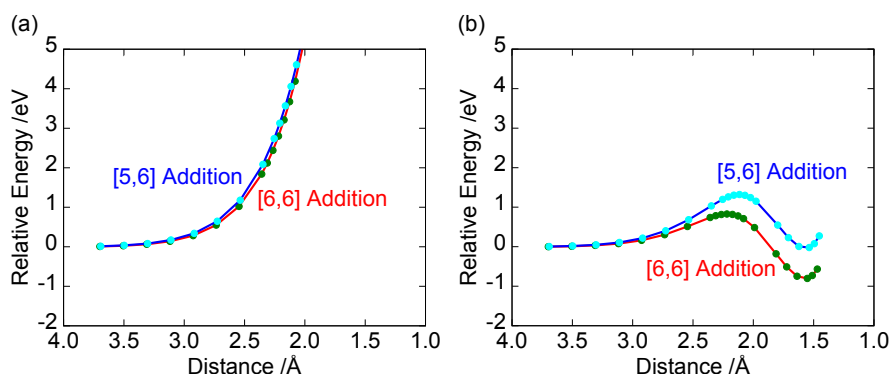 (a)
5
4
3
2
1
0
-1
-2
Relative Energy /eV
[5,6] Addition
[6,6] Addition
4.0 3.5 3.0 2.5 2.0 1.5 1.0
Distance /Å
(b)
5
4
3
2
1
0
-1
-2
Relative Energy /eV
[5,6] Addition
[6,6] Addition
4.0 3.5 3.0 2.5 2.0 1.5 1.0
Distance /Å